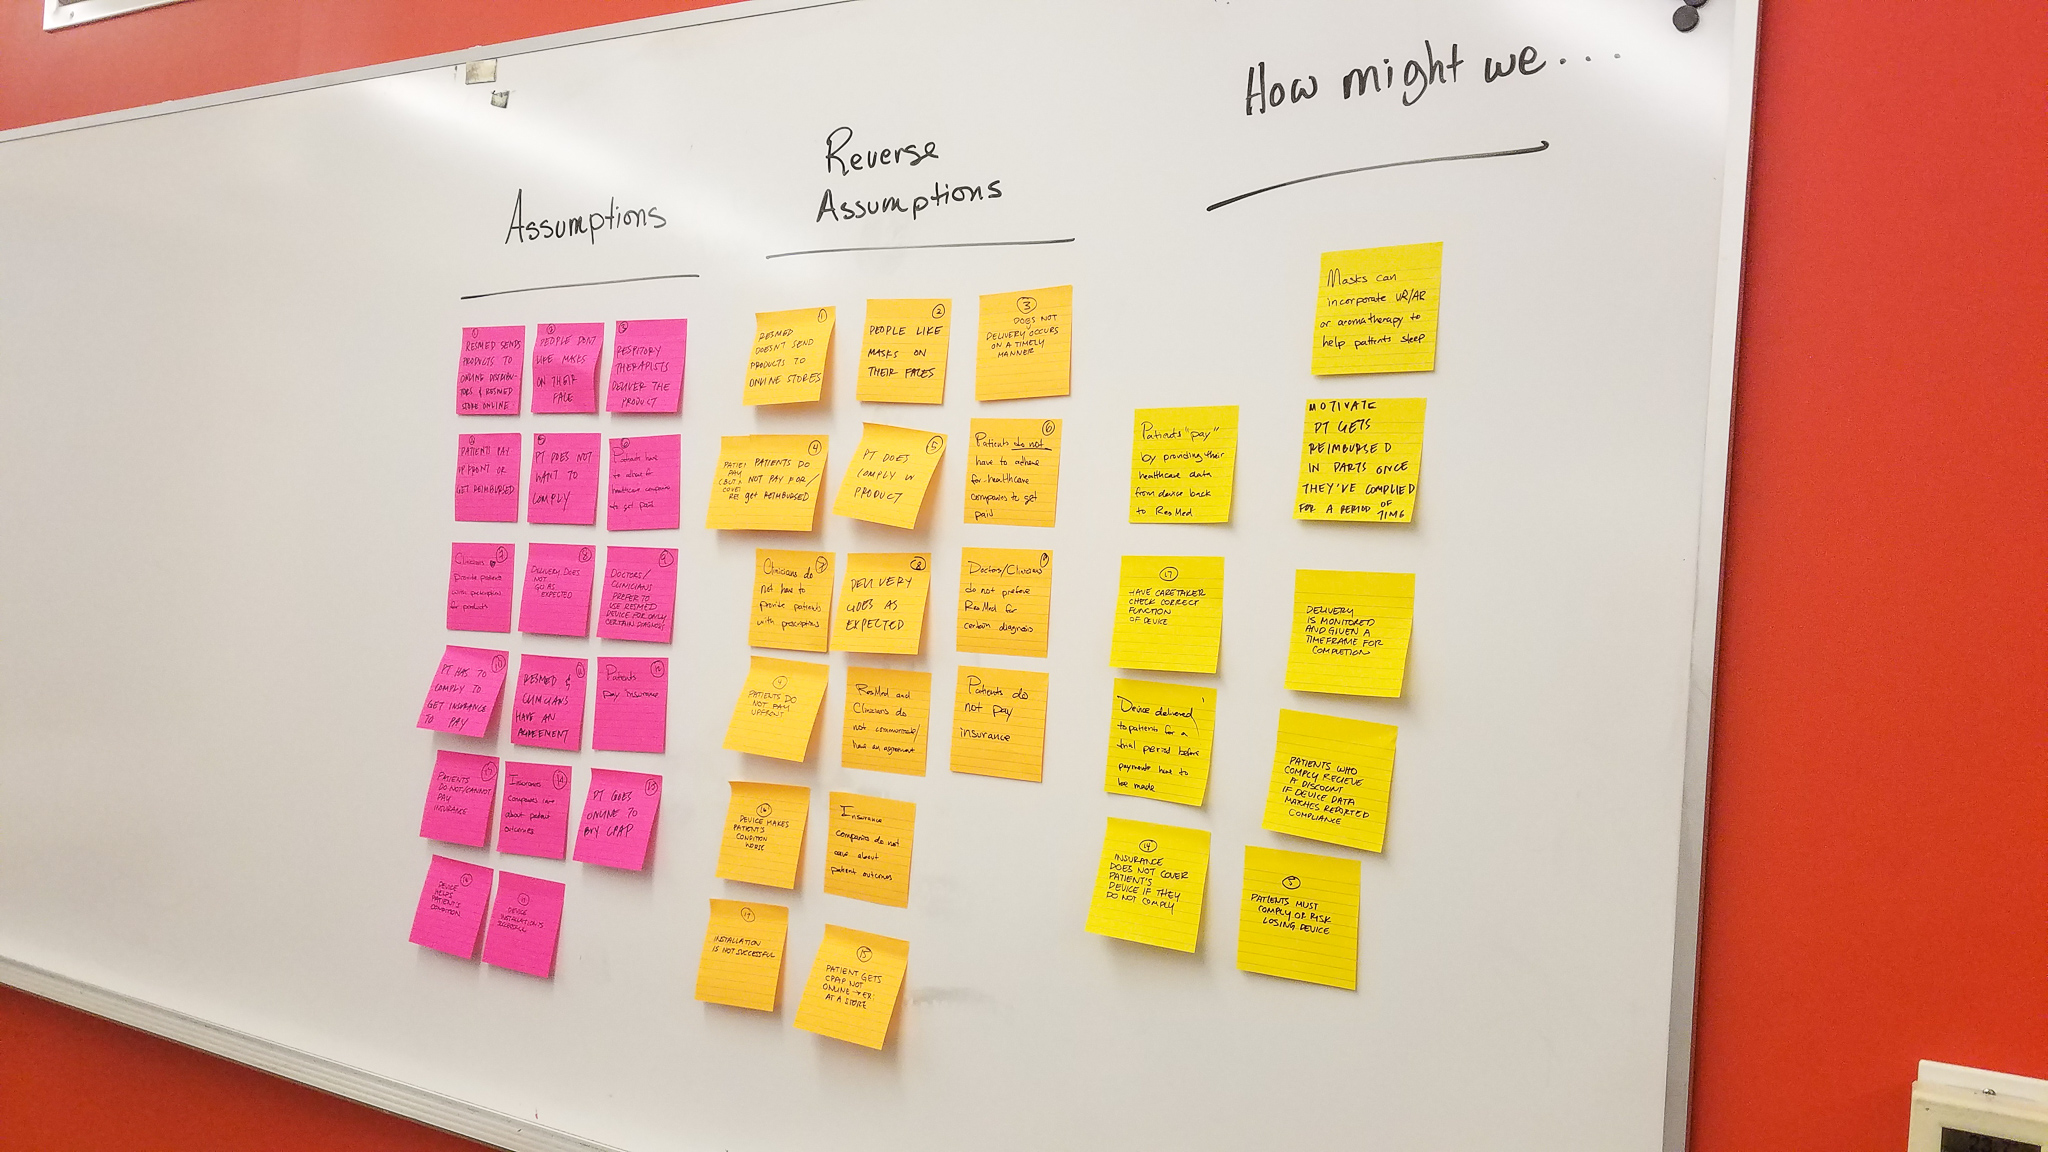 How might we...
Reverse
Assumptions
Assumptions
1
RESMED SENDS
PRODUCTS TO
ONLINE DISTRIBU-
TORS & RESMED
STORE ONLINE
2
PEOPLE DON'T
LIKE MASKS
ON THEIR
FACE
3
RESPITORY
THERAPISTS
DELIVER THE
PRODUCT
PATIENTS PAY
UP FRONT OR
GET REIMBURSED
5
PT DOES NOT
WANT TO
COMPLY
6
Patients have
to adhere for
healthcare companies
to get paid
7
Clinicians
provide patients
with prescription
for products
8
DELIVERY DOES
NOT
GO AS
EXPECTED
9
DOCTORS/
CLINICIANS
PREFER TO
USE RESMED
DEVICE FOR ONLY
CERTAIN DIAGNOSIS
10
PT HAS TO
COMPLY TO
GET INSURANCE
TO PAY
11
RESMED &
CLINICIANS
HAVE AN
AGREEMENT
12
Patients
pay insurance
13
PATIENTS
DO NOT/CANNOT
PAY
INSURANCE
14
Insurance
Companies care
about patient
outcomes
15
PT GOES
ONLINE TO
BUY CPAP
DEVICE
HELPS
PATIENT'S
CONDITION
DEVICE
INSTALLATION IS
SUCCESSFUL
1
RESMED
DOESN'T SEND
PRODUCTS TO
ONLINE STORES
2
PEOPLE LIKE
MASKS ON
THEIR FACES
3
DOES NOT
DELIVERY OCCURS
ON A TIMELY
MANNER
4
PATIENTS DO
NOT PAY FOR/
get REIMBURSED
5
PT DOES
COMPLY W
PRODUCT
6
Patients do not
have to adhere
for healthcare
companies to get
paid
7
Clinicians do
not have to
provide patients
with prescriptions
8
DELIVERY
GOES AS
EXPECTED
9
Doctors/Clinicians
do not prefere
ResMed for
certain diagnosis
PATIENTS DO
NOT PAY
UPFRONT
ResMed and
Clinicians do
not communicate/
have an agreement
Patients do
not pay
insurance
16
DEVICE MAKES
PATIENT'S
CONDITION
WORSE
Insurance
companies do not
care about
patient outcomes
17
INSTALLATION
IS NOT SUCCESSFUL
15
PATIENT GETS
CPAP NOT
ONLINE → ER
AT A STORE
Masks can
incorporate VR/AR
or aromatherapy to
help patients sleep
Patients "pay"
by providing their
healthcare data
from device back
to ResMed
MOTIVATE
PT GETS
REIMBURSED
IN PARTS ONCE
THEY'VE COMPLIED
FOR A PERIOD OF
TIME
17
HAVE CARETAKER
CHECK CORRECT
FUNCTION
OF DEVICE
DELIVERY
IS MONITORED
AND GIVEN A
TIMEFRAME FOR
COMPLETION
Device delivered
to patients for a
trial period before
payments have to
be made
PATIENTS WHO
COMPLY RECIEVE
A DISCOUNT
IF DEVICE DATA
MATCHES REPORTED
COMPLIANCE
14
INSURANCE
DOES NOT COVER
PATIENT'S
DEVICE IF THEY
DO NOT COMPLY
5
PATIENTS MUST
COMPLY OR RISK
LOSING DEVICE